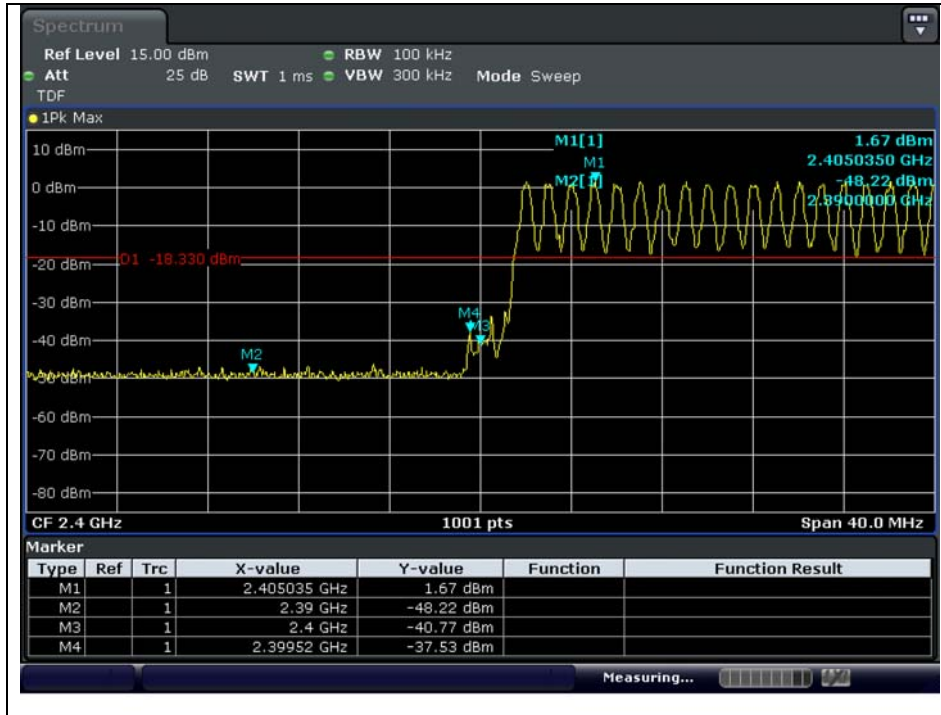 Spectrum
Ref Level 15.00 dBm RBW 100 kHz
Att 25 dB SWT 1 ms VBW 300 kHz Mode Sweep
TDF
1Pk Max
M1[1] 1.67 dBm
2.4050350 GHz
M2[1] -48.22 dBm
2.3900000 GHz
10 dBm
M1
0 dBm
-10 dBm
-20 dBm
O1 -18.330 dBm
-30 dBm
M4
M3
-40 dBm
M2
-50 dBm
-60 dBm
-70 dBm
-80 dBm
CF 2.4 GHz 1001 pts Span 40.0 MHz
Marker
Type Ref Trc X-value Y-value Function Function Result
M1 1 2.405035 GHz 1.67 dBm
M2 1 2.39 GHz -48.22 dBm
M3 1 2.4 GHz -40.77 dBm
M4 1 2.39952 GHz -37.53 dBm
Measuring...